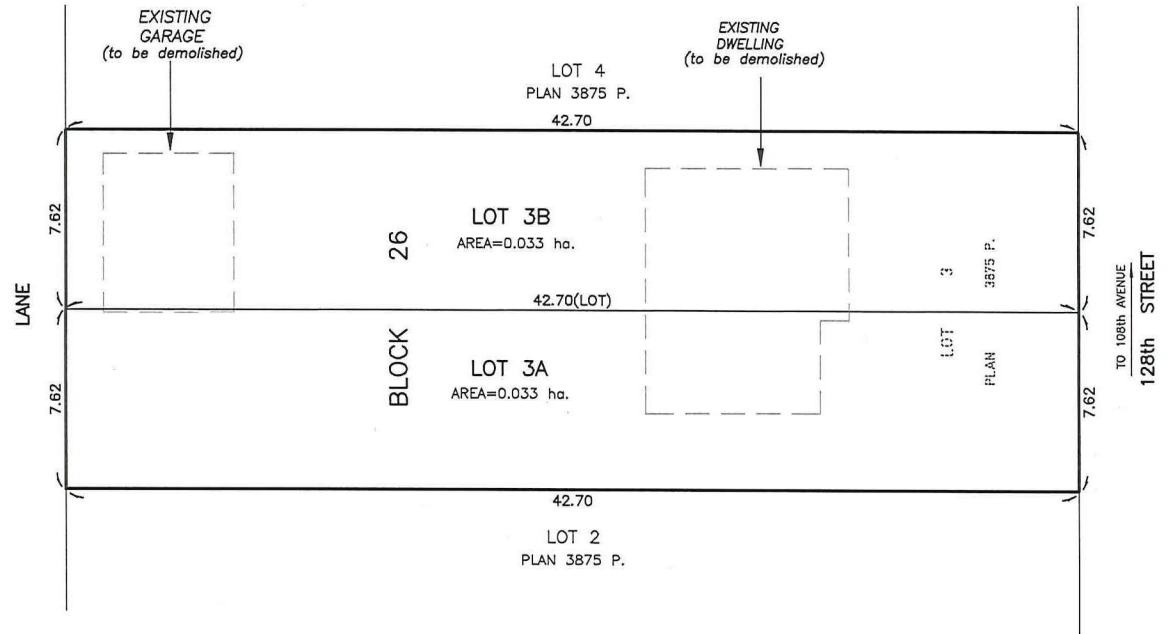 EXISTING
GARAGE
(to be demolished)
EXISTING
DWELLING
(to be demolished)
LOT 4
PLAN 3875 P.
42.70
7.62
LOT 3B
AREA=0.033 ha.
7.62
BLOCK 26
LOT 3
PLAN 3875 P.
LANE
42.70(LOT)
TO 108th AVENUE
128th STREET
7.62
LOT 3A
AREA=0.033 ha.
7.62
42.70
LOT 2
PLAN 3875 P.